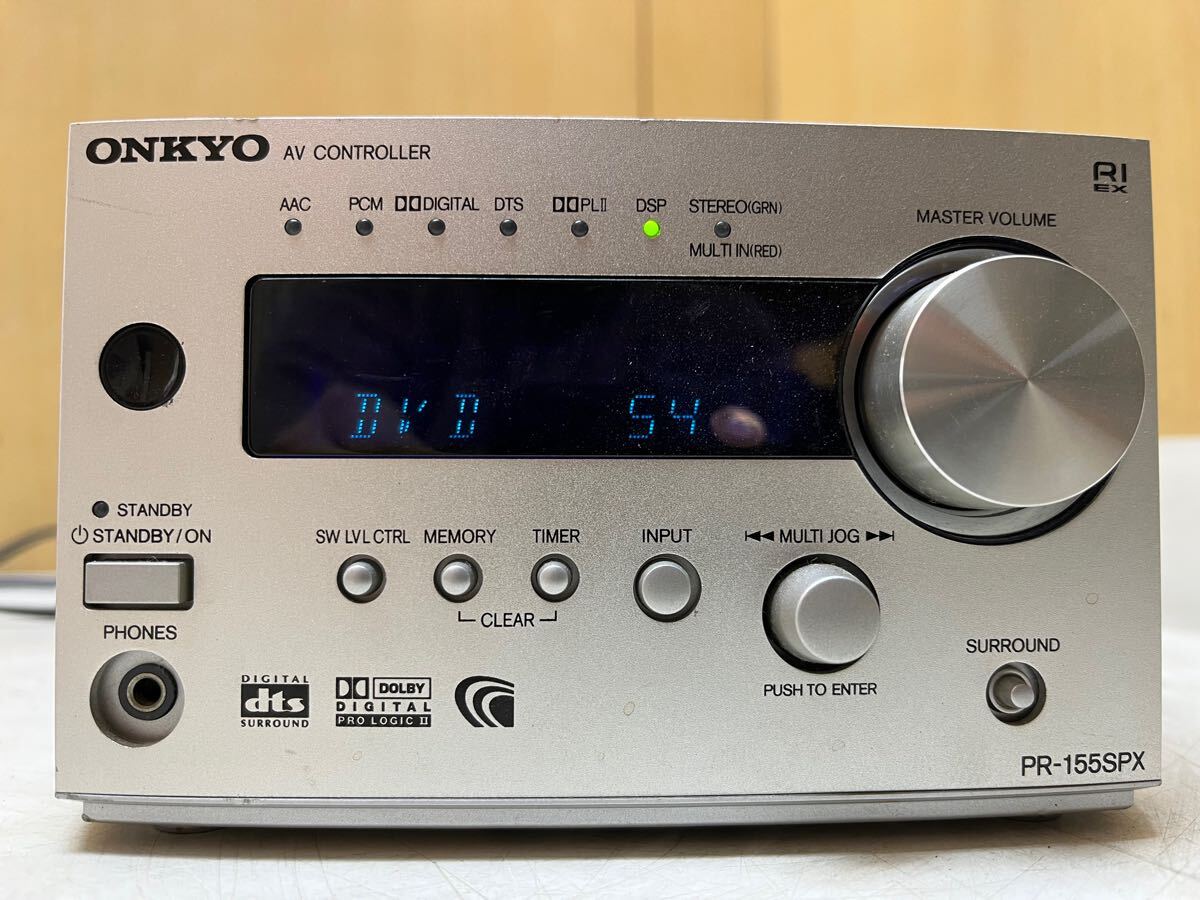 ONKYO AV CONTROLLER
RI
EX
AAC PCM DIGITAL DTS PLII DSP STEREO(GRN)
MULTI IN(RED)
MASTER VOLUME
DVD 54
STANDBY
STANDBY/ON
SW LVL CTRL MEMORY TIMER INPUT MULTI JOG
CLEAR
PHONES
SURROUND
PUSH TO ENTER
DIGITAL
dts
SURROUND
DOLBY
DIGITAL
PRO LOGIC II
PR-155SPX